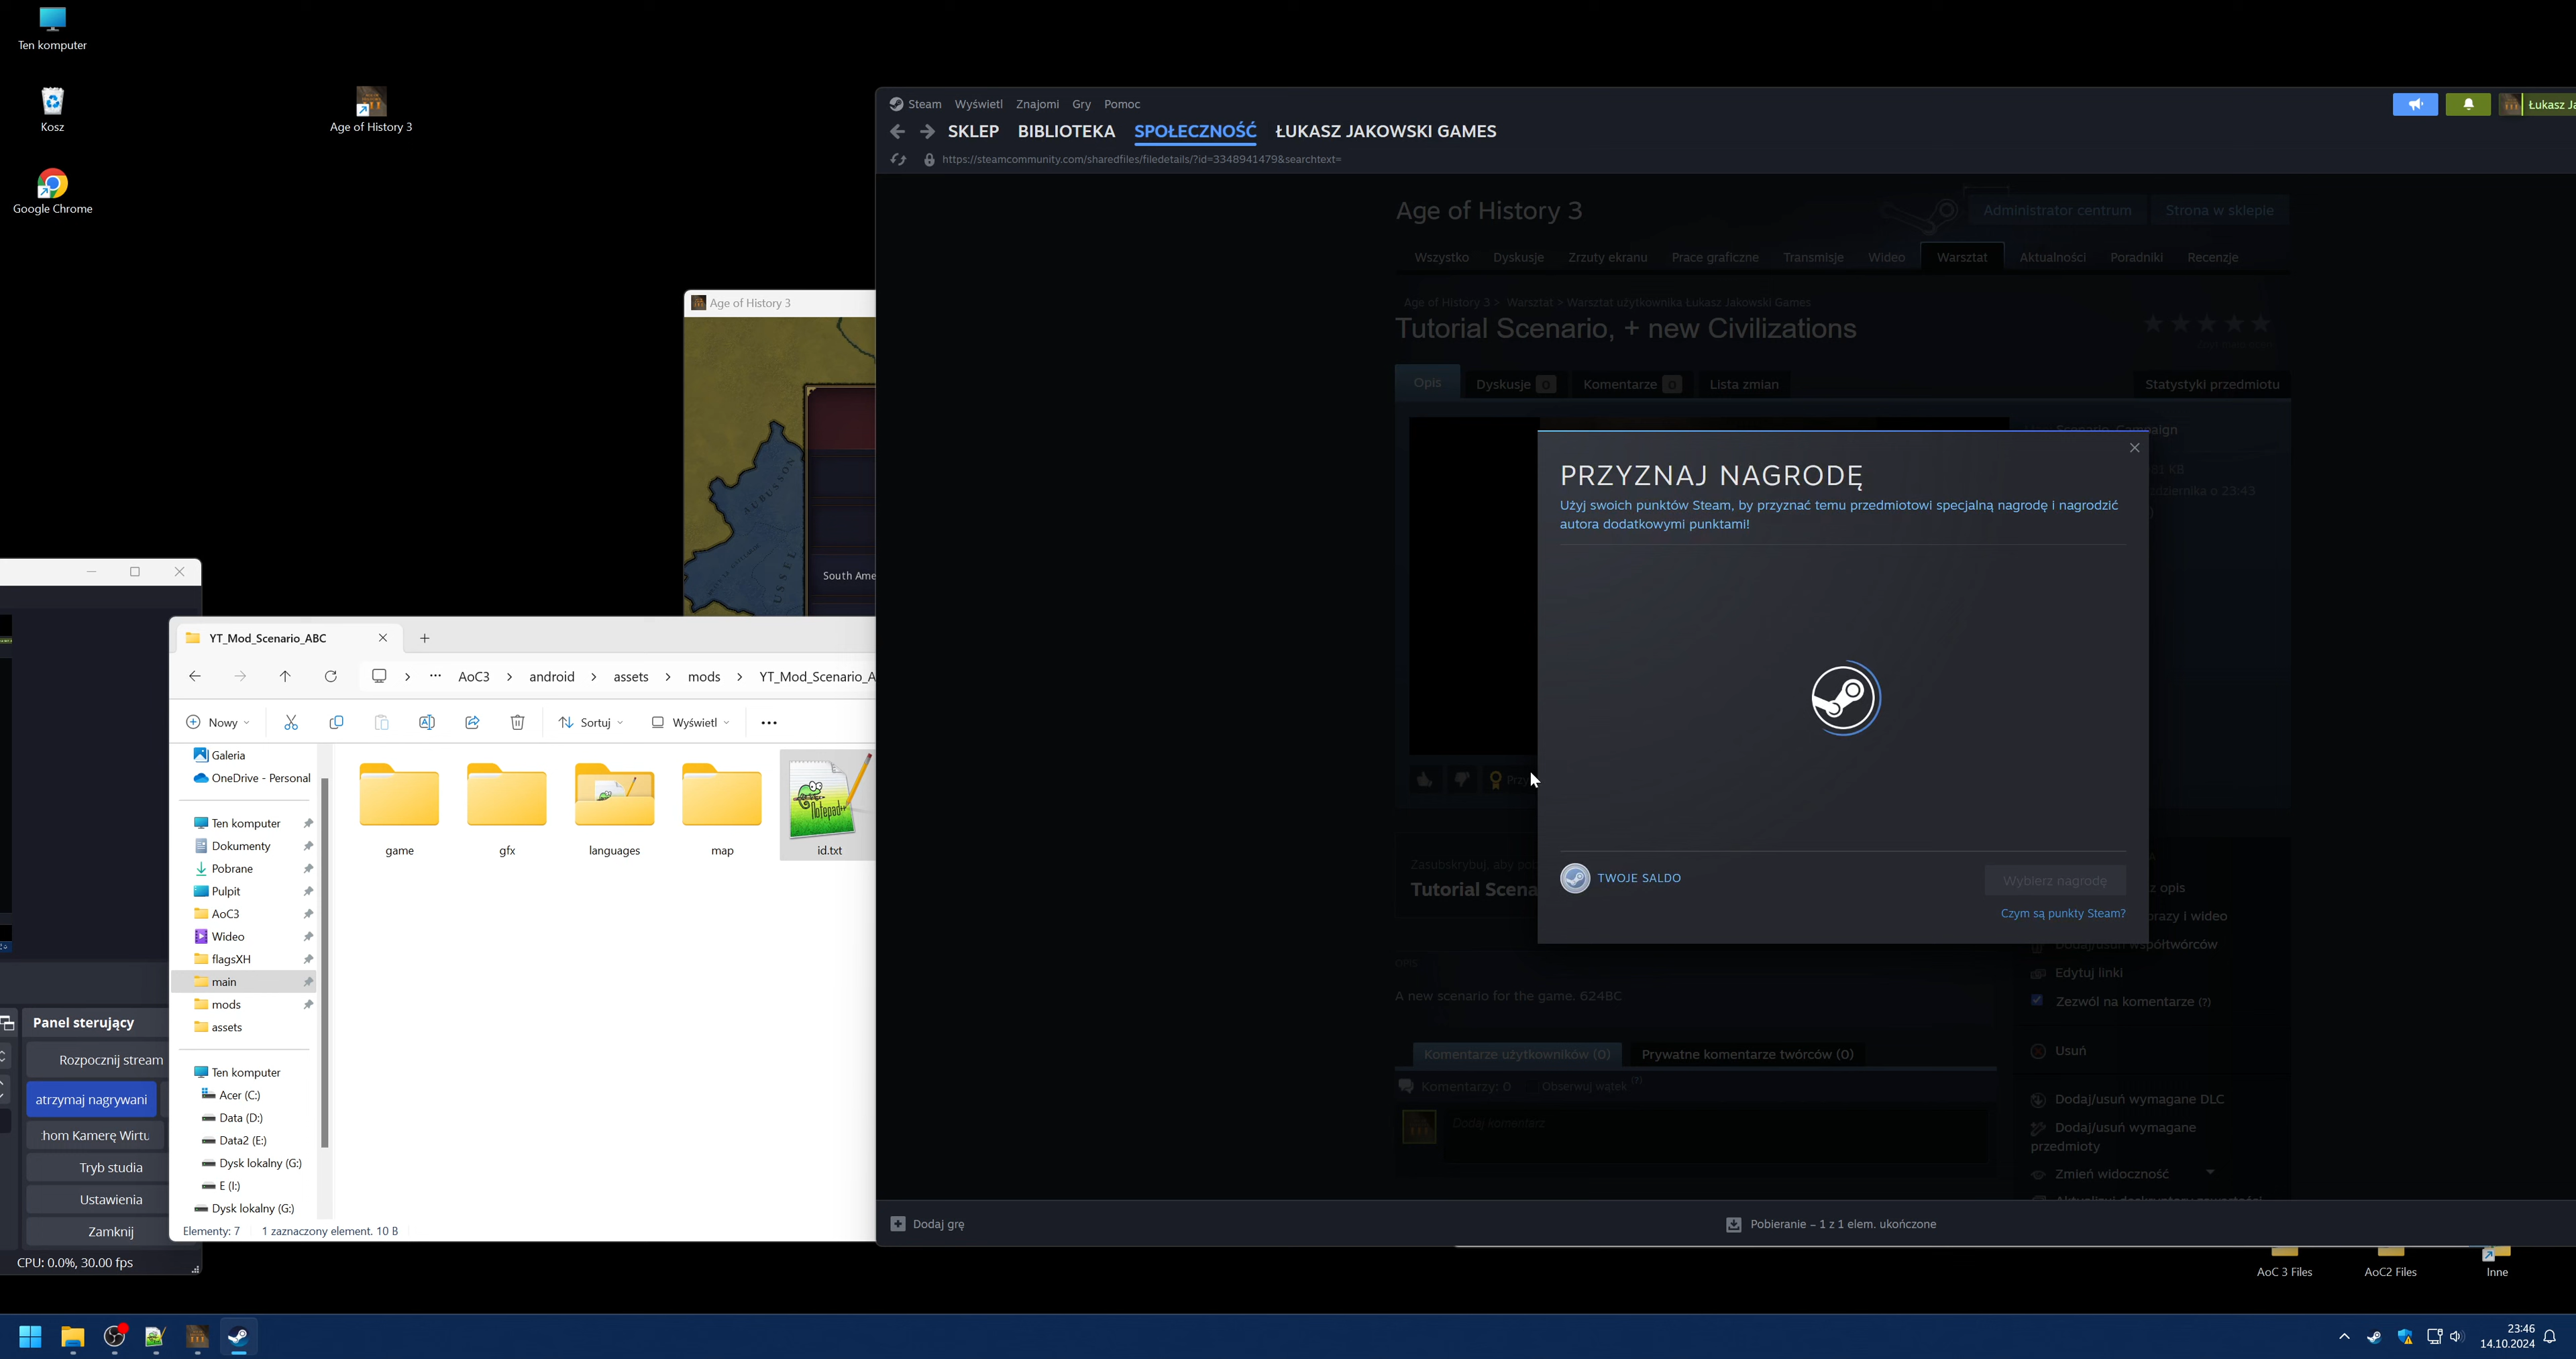 Ten komputer
Kosz
Google Chrome
Age of History 3
Steam Wyświetl Znajomi Gry Pomoc
Łukasz Ja
SKLEP BIBLIOTEKA SPOŁECZNOŚĆ ŁUKASZ JAKOWSKI GAMES
https://steamcommunity.com/sharedfiles/filedetails/?id=3348941479&searchtext=
Age of History 3
Administrator centrum Strona w sklepie
Wszystko Dyskusje Zrzuty ekranu Prace graficzne Transmisje Wideo Warsztat Aktualności Poradniki Recenzje
Age of History 3 > Warsztat > Warsztat użytkownika Łukasz Jakowski Games
Tutorial Scenario, + new Civilizations
Opis Dyskusje 0 Komentarze 0 Lista zmian Statystyki przedmiotu
Age of History 3
AUBUSSON
USSEL
South Ame
PRZYZNAJ NAGRODĘ
Użyj swoich punktów Steam, by przyznać temu przedmiotowi specjalną nagrodę i nagrodzić
autora dodatkowymi punktami!
TWOJE SALDO
Wybierz nagrodę
Czym są punkty Steam?
Tutorial Scena
Edytuj linki
A new scenario for the game. 624BC
Zezwól na komentarze (?)
Usuń
Komentarze użytkowników (0) Prywatne komentarze twórców (0)
Komentarzy: 0 Obserwuj wątek (?)
Dodaj komentarz
Dodaj/usuń wymagane DLC
Dodaj/usuń wymagane
przedmioty
Zmień widoczność
Dodaj grę
Pobieranie – 1 z 1 elem. ukończone
YT_Mod_Scenario_ABC
AoC3 > android > assets > mods > YT_Mod_Scenario_A
Nowy
Sortuj
Wyświetl
Galeria
OneDrive - Personal
Ten komputer
Dokumenty
Pobrane
Pulpit
AoC3
Wideo
flagsXH
main
mods
assets
Ten komputer
Acer (C:)
Data (D:)
Data2 (E:)
Dysk lokalny (G:)
E (I:)
Dysk lokalny (G:)
game
gfx
languages
map
Notepad++
id.txt
Elementy: 7 1 zaznaczony element. 10 B
Panel sterujący
Rozpocznij stream
atrzymaj nagrywani
hom Kamerę Wirtu
Tryb studia
Ustawienia
Zamknij
CPU: 0.0%, 30.00 fps
AoC 3 Files
AoC2 Files
Inne
23:46
14.10.2024